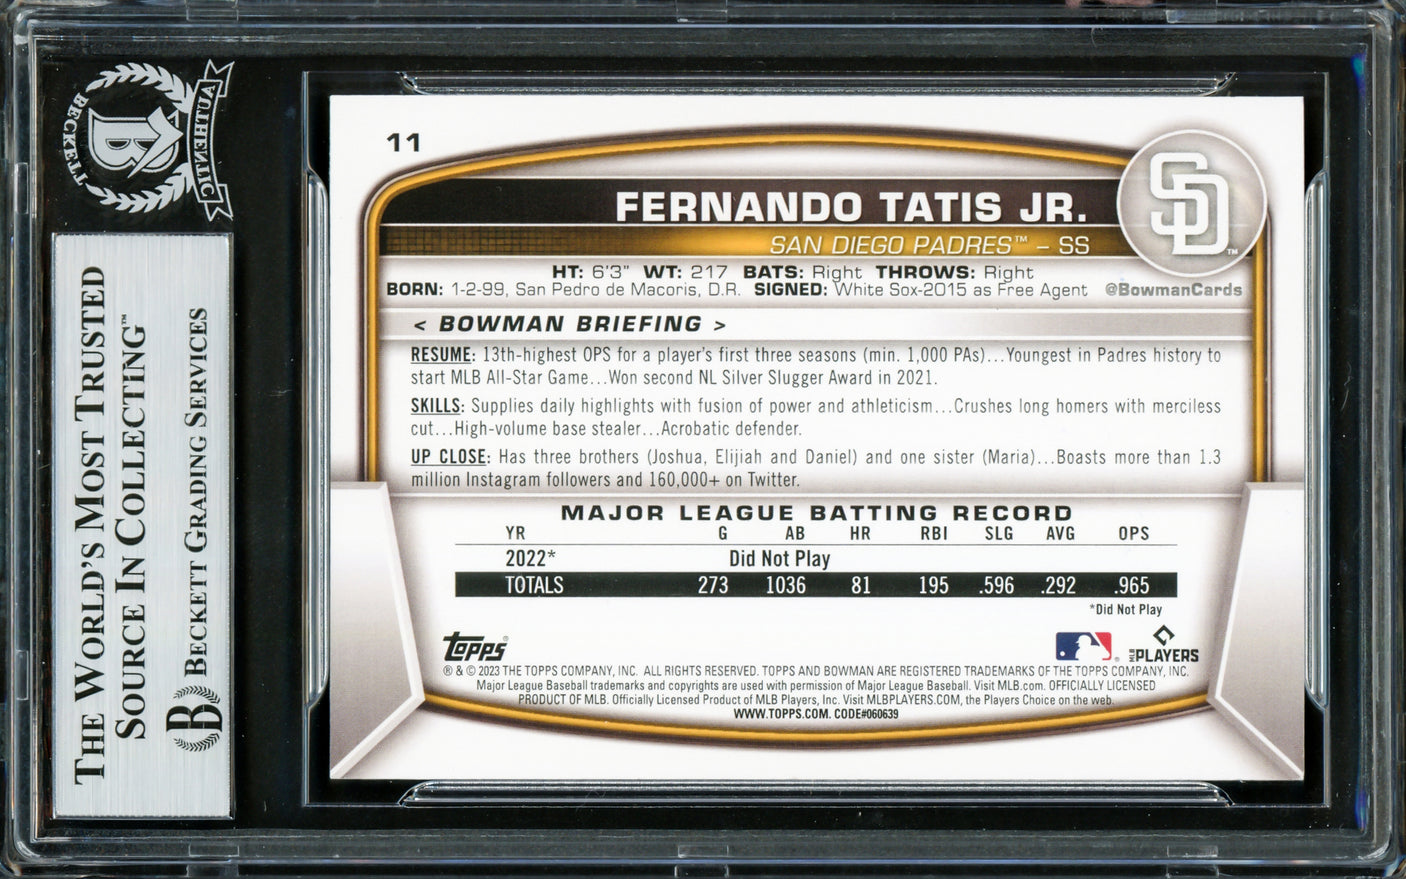 BECKETT
AUTHENTIC
B
THE WORLD'S MOST TRUSTED
SOURCE IN COLLECTING™
B BECKETT GRADING SERVICES
11
FERNANDO TATIS JR.
SAN DIEGO PADRES™ – SS
SD™
HT: 6'3" WT: 217 BATS: Right THROWS: Right
BORN: 1-2-99, San Pedro de Macoris, D.R. SIGNED: White Sox-2015 as Free Agent @BowmanCards
< BOWMAN BRIEFING >
RESUME: 13th-highest OPS for a player's first three seasons (min. 1,000 PAs)...Youngest in Padres history to
start MLB All-Star Game...Won second NL Silver Slugger Award in 2021.
SKILLS: Supplies daily highlights with fusion of power and athleticism...Crushes long homers with merciless
cut...High-volume base stealer...Acrobatic defender.
UP CLOSE: Has three brothers (Joshua, Elijiah and Daniel) and one sister (Maria)...Boasts more than 1.3
million Instagram followers and 160,000+ on Twitter.
MAJOR LEAGUE BATTING RECORD
YR G AB HR RBI SLG AVG OPS
2022* Did Not Play
TOTALS 273 1036 81 195 .596 .292 .965
*Did Not Play
topps® ® MLB PLAYERS
® & © 2023 THE TOPPS COMPANY, INC. ALL RIGHTS RESERVED. TOPPS AND BOWMAN ARE REGISTERED TRADEMARKS OF THE TOPPS COMPANY, INC.
Major League Baseball trademarks and copyrights are used with permission of Major League Baseball. Visit MLB.com. OFFICIALLY LICENSED
PRODUCT OF MLB. Officially Licensed Product of MLB Players, Inc. Visit MLBPLAYERS.COM, the Players Choice on the web.
WWW.TOPPS.COM. CODE#060639